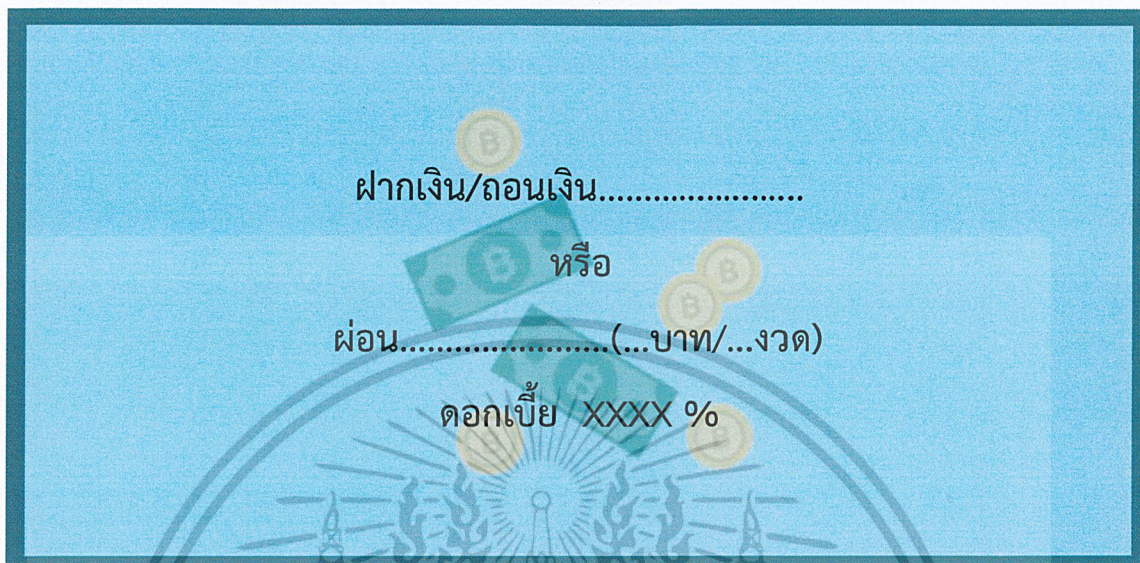 ฝากเงิน/ถอนเงิน......................
หรือ
ผ่อน.......................(...บาท/...งวด)
ดอกเบี้ย XXXX %